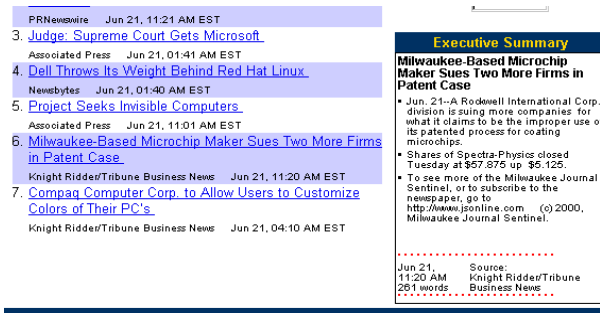 PRNewswire Jun 21, 11:21 AM EST
3. Judge: Supreme Court Gets Microsoft
Associated Press Jun 21, 01:41 AM EST
4. Dell Throws Its Weight Behind Red Hat Linux
Newsbytes Jun 21, 01:40 AM EST
5. Project Seeks Invisible Computers
Associated Press Jun 21, 11:01 AM EST
6. Milwaukee-Based Microchip Maker Sues Two More Firms
in Patent Case
Knight Ridder/Tribune Business News Jun 21, 11:20 AM EST
7. Compaq Computer Corp. to Allow Users to Customize
Colors of Their PC's
Knight Ridder/Tribune Business News Jun 21, 04:10 AM EST
Executive Summary
Milwaukee-Based Microchip
Maker Sues Two More Firms in
Patent Case
Jun. 21--A Rockwell International Corp.
division is suing more companies for
what it claims to be the improper use o
its patented process for coating
microchips.
Shares of Spectra-Physics closed
Tuesday at $57.875 up $5.125.
To see more of the Milwaukee Journal
Sentinel, or to subscribe to the
newspaper, go to
http://www.jsonline.com (c) 2000,
Milwaukee Journal Sentinel.
Jun 21, Source:
11:20 AM Knight Ridder/Tribune
261 words Business News